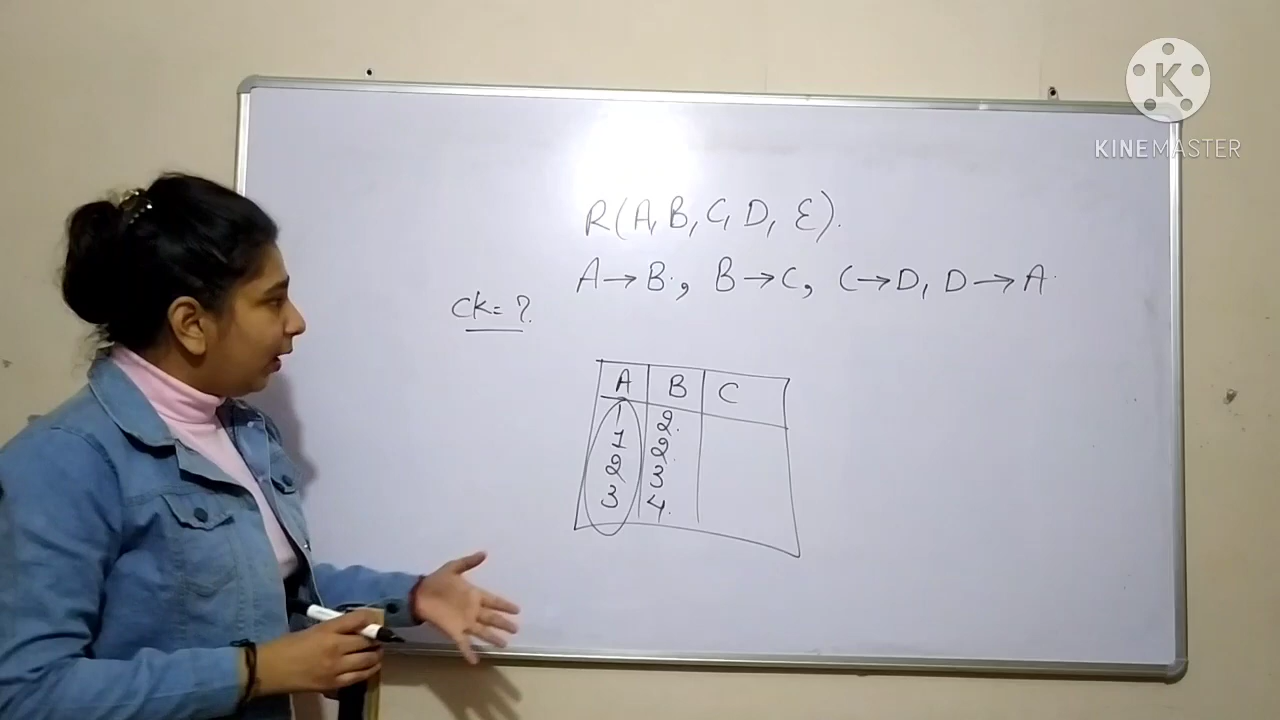 K
KINEMASTER
R(A, B, C, D, E).
A→B, B→C, C→D, D→A.
CK=?
A B C
1 2.
1 2.
2 3
3 4.